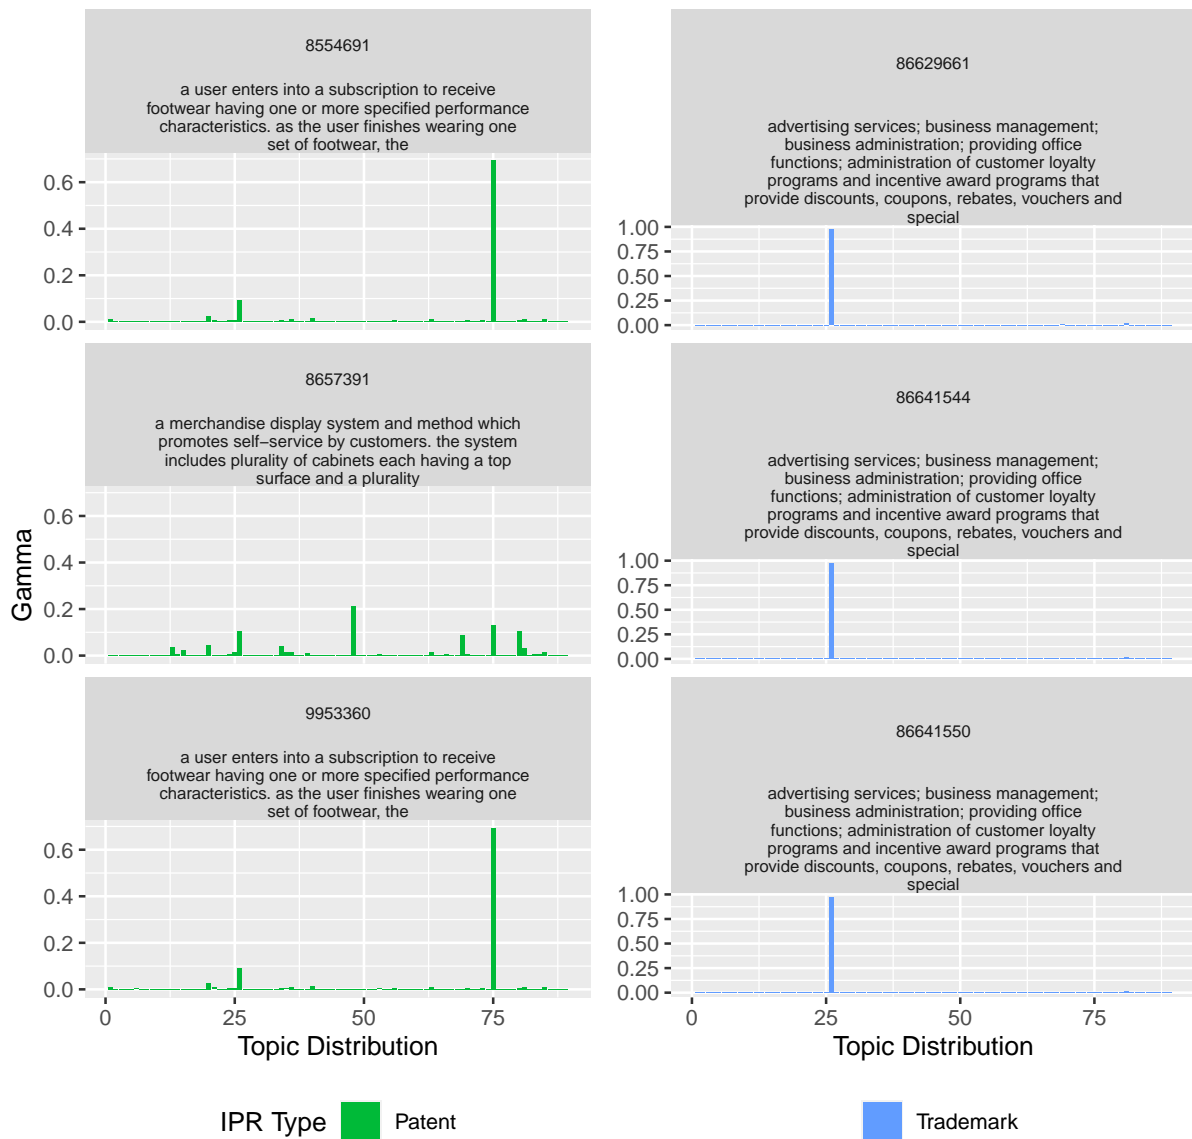 8554691
a user enters into a subscription to receive
footwear having one or more specified performance
characteristics. as the user finishes wearing one
set of footwear, the
0.6
0.4
0.2
0.0
8657391
a merchandise display system and method which
promotes self−service by customers. the system
includes plurality of cabinets each having a top
surface and a plurality
0.6
0.4
0.2
0.0
9953360
a user enters into a subscription to receive
footwear having one or more specified performance
characteristics. as the user finishes wearing one
set of footwear, the
0.6
0.4
0.2
0.0
0 25 50 75
Topic Distribution
Gamma
86629661
advertising services; business management;
business administration; providing office
functions; administration of customer loyalty
programs and incentive award programs that
provide discounts, coupons, rebates, vouchers and
special
1.00
0.75
0.50
0.25
0.00
86641544
advertising services; business management;
business administration; providing office
functions; administration of customer loyalty
programs and incentive award programs that
provide discounts, coupons, rebates, vouchers and
special
1.00
0.75
0.50
0.25
0.00
86641550
advertising services; business management;
business administration; providing office
functions; administration of customer loyalty
programs and incentive award programs that
provide discounts, coupons, rebates, vouchers and
special
1.00
0.75
0.50
0.25
0.00
0 25 50 75
Topic Distribution
IPR Type Patent Trademark